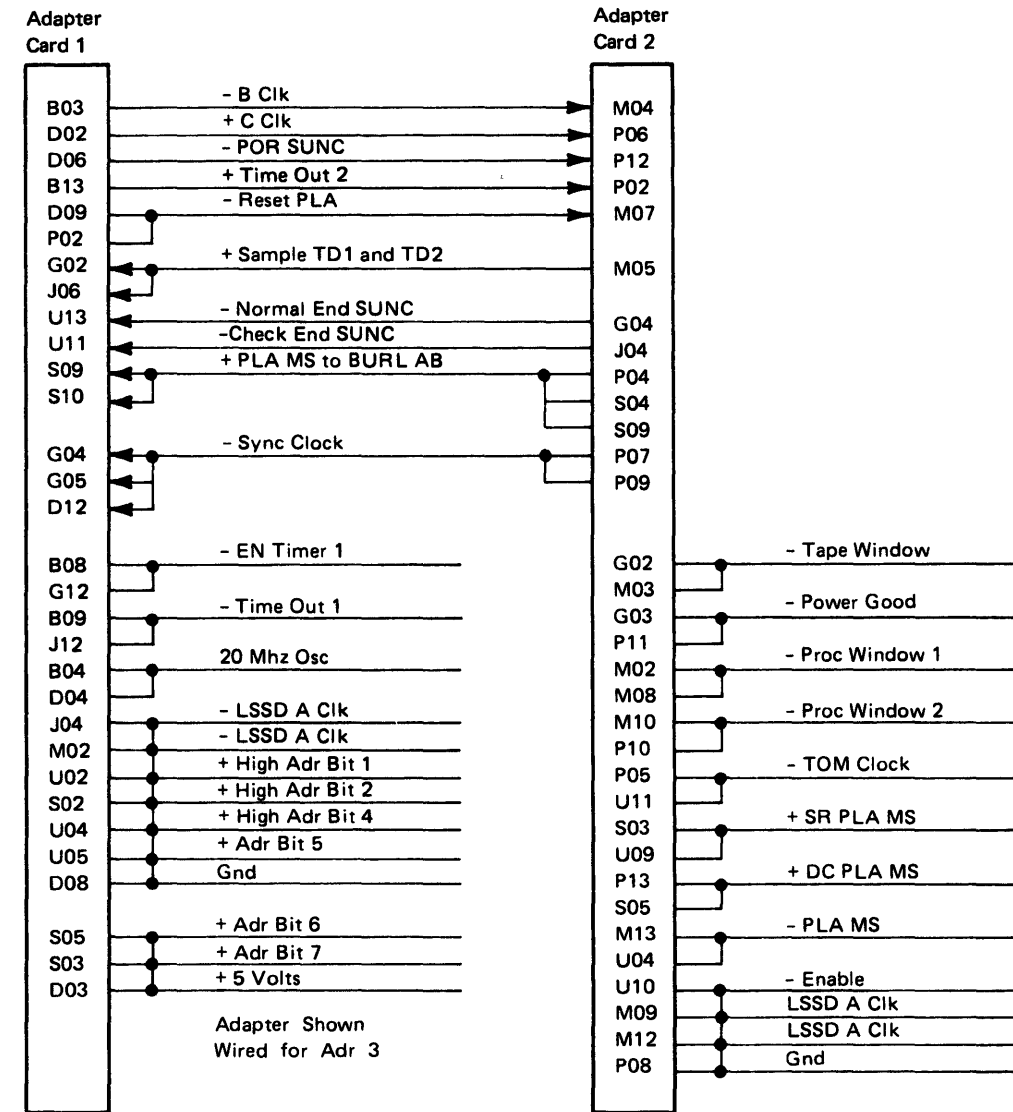 Adapter
Card 1
Adapter
Card 2
B03 - B Clk M04
D02 + C Clk P06
D06 - POR SUNC P12
B13 + Time Out 2 P02
D09 - Reset PLA M07
P02
G02 + Sample TD1 and TD2 M05
J06
U13 - Normal End SUNC G04
U11 -Check End SUNC J04
S09 + PLA MS to BURL AB P04
S10 S04
S09
G04 - Sync Clock P07
G05 P09
D12
B08 - EN Timer 1
G12
B09 - Time Out 1
J12
B04 20 Mhz Osc
D04
J04 - LSSD A Clk
M02 - LSSD A Clk
U02 + High Adr Bit 1
S02 + High Adr Bit 2
U04 + High Adr Bit 4
U05 + Adr Bit 5
D08 Gnd
S05 + Adr Bit 6
S03 + Adr Bit 7
D03 + 5 Volts
Adapter Shown
Wired for Adr 3
G02 - Tape Window
M03
G03 - Power Good
P11
M02 - Proc Window 1
M08
M10 - Proc Window 2
P10
P05 - TOM Clock
U11
S03 + SR PLA MS
U09
P13 + DC PLA MS
S05
M13 - PLA MS
U04
U10 - Enable
M09 LSSD A Clk
M12 LSSD A Clk
P08 Gnd